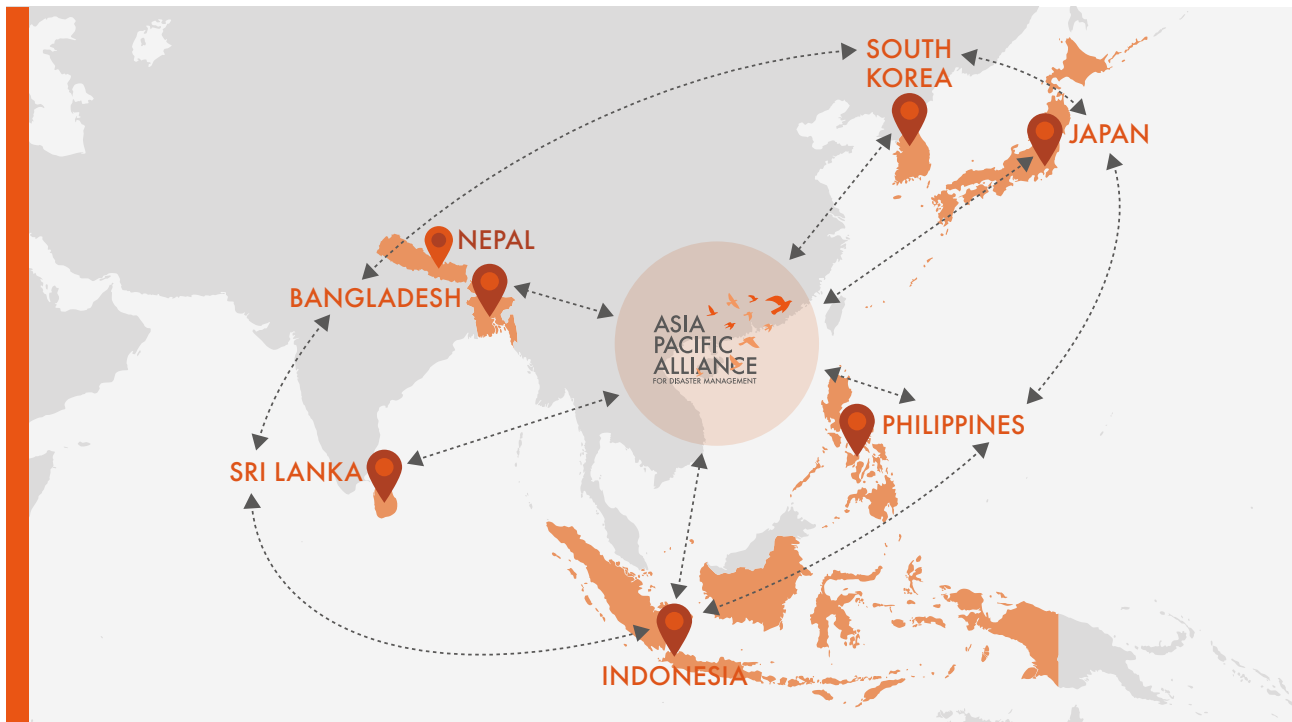 SOUTH
KOREA
JAPAN
NEPAL
BANGLADESH
ASIA
PACIFIC
ALLIANCE
FOR DISASTER MANAGEMENT
PHILIPPINES
SRI LANKA
INDONESIA